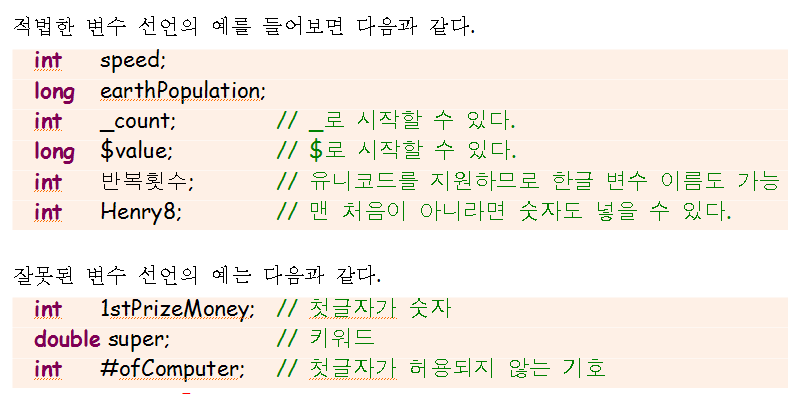 적법한 변수 선언의 예를 들어보면 다음과 같다.
int speed;
long earthPopulation;
int _count; // _로 시작할 수 있다.
long $value; // $로 시작할 수 있다.
int 반복횟수; // 유니코드를 지원하므로 한글 변수 이름도 가능
int Henry8; // 맨 처음이 아니라면 숫자도 넣을 수 있다.
잘못된 변수 선언의 예는 다음과 같다.
int 1stPrizeMoney; // 첫글자가 숫자
double super; // 키워드
int #ofComputer; // 첫글자가 허용되지 않는 기호